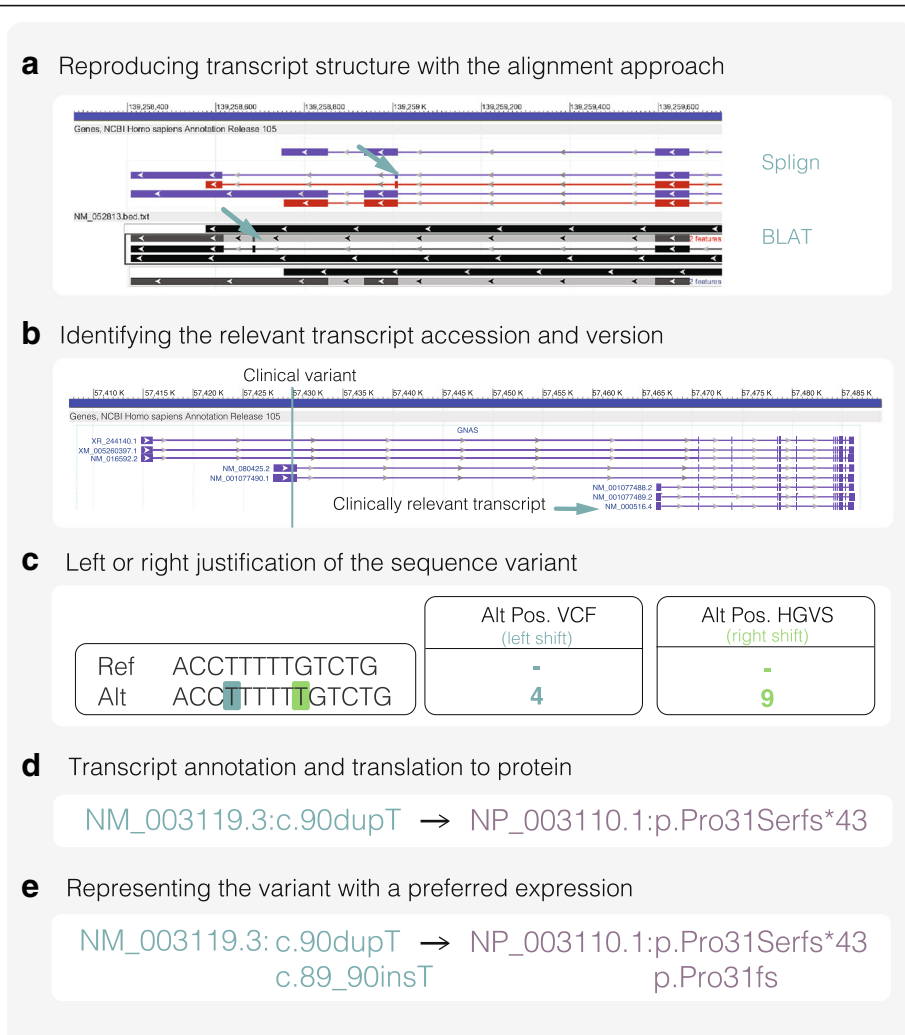 a Reproducing transcript structure with the alignment approach
139,258,400 139,258,600 139,258,800 139,259 K 139,259,200 139,259,400 139,259,600
Genes, NCBI Homo sapiens Annotation Release 105
Splign
NM_052813.bed.txt
BLAT
2 features
2 features
b Identifying the relevant transcript accession and version
Clinical variant
57,410 K 57,415 K 57,420 K 57,425 K 57,430 K 57,435 K 57,440 K 57,445 K 57,450 K 57,455 K 57,460 K 57,465 K 57,470 K 57,475 K 57,480 K 57,485 K
Genes, NCBI Homo sapiens Annotation Release 105
GNAS
XR_244140.1
XM_005260397.1
NM_016592.2
NM_080425.2
NM_001077490.1
NM_001077488.2
NM_001077489.2
Clinically relevant transcript NM_000516.4
c Left or right justification of the sequence variant
Alt Pos. VCF Alt Pos. HGVS
(left shift) (right shift)
Ref ACCTTTTTGTCTG - -
Alt ACCTTTTTTGTCTG 4 9
d Transcript annotation and translation to protein
NM_003119.3:c.90dupT → NP_003110.1:p.Pro31Serfs*43
e Representing the variant with a preferred expression
NM_003119.3: c.90dupT → NP_003110.1:p.Pro31Serfs*43
c.89_90insT p.Pro31fs